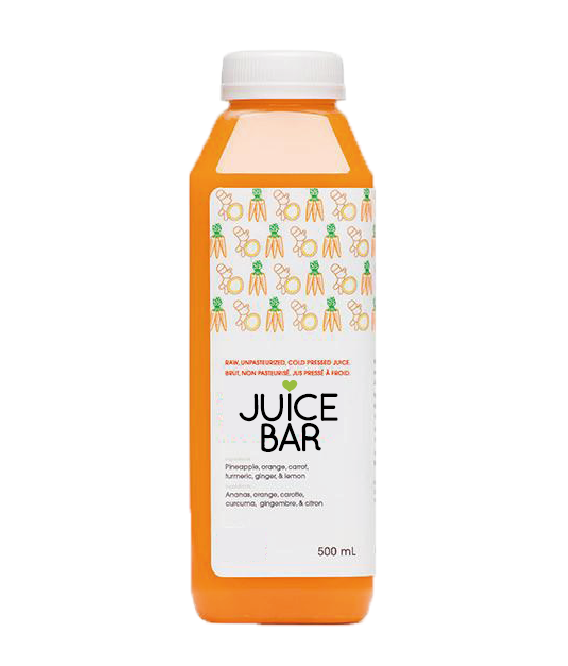 RAW, UNPASTEURIZED, COLD PRESSED JUICE.
BRUT, NON PASTEURISÉ, JUS PRESSÉ À FROID.
JUICE
BAR
Pineapple, orange, carrot,
turmeric, ginger, & lemon
Ananas, orange, carotte,
curcuma, gingembre, & citron.
500 mL